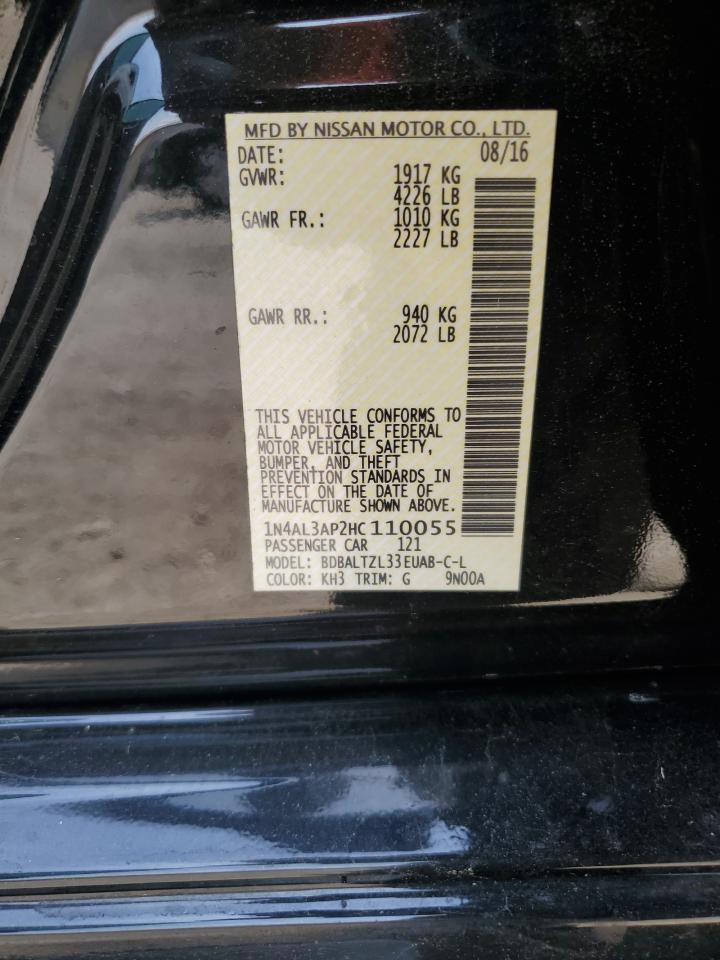 MFD BY NISSAN MOTOR CO., LTD.
DATE: 08/16
GVWR: 1917 KG
4226 LB
GAWR FR.: 1010 KG
2227 LB
GAWR RR.: 940 KG
2072 LB
THIS VEHICLE CONFORMS TO
ALL APPLICABLE FEDERAL
MOTOR VEHICLE SAFETY,
BUMPER, AND THEFT
PREVENTION STANDARDS IN
EFFECT ON THE DATE OF
MANUFACTURE SHOWN ABOVE.
1N4AL3AP2HC110055
PASSENGER CAR 121
MODEL: BDBALTZL33EUAB-C-L
COLOR: KH3 TRIM: G 9N00A